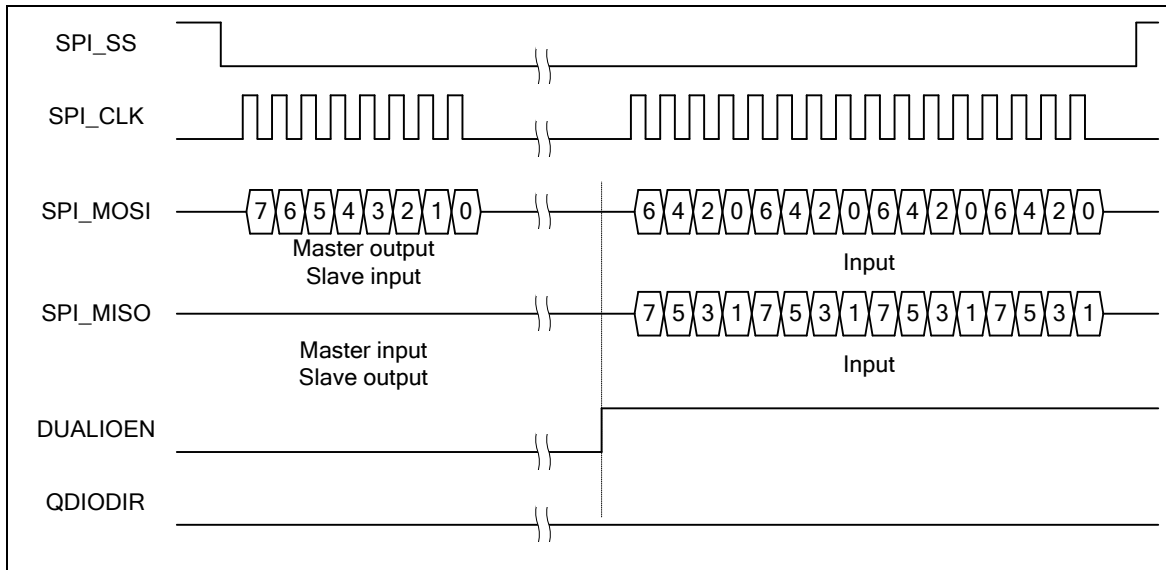 SPI_SS
SPI_CLK
SPI_MOSI 7 6 5 4 3 2 1 0 6 4 2 0 6 4 2 0 6 4 2 0 6 4 2 0
Master output
Slave input
Input
SPI_MISO 7 5 3 1 7 5 3 1 7 5 3 1 7 5 3 1
Master input
Slave output
Input
DUALIOEN
QDIODIR